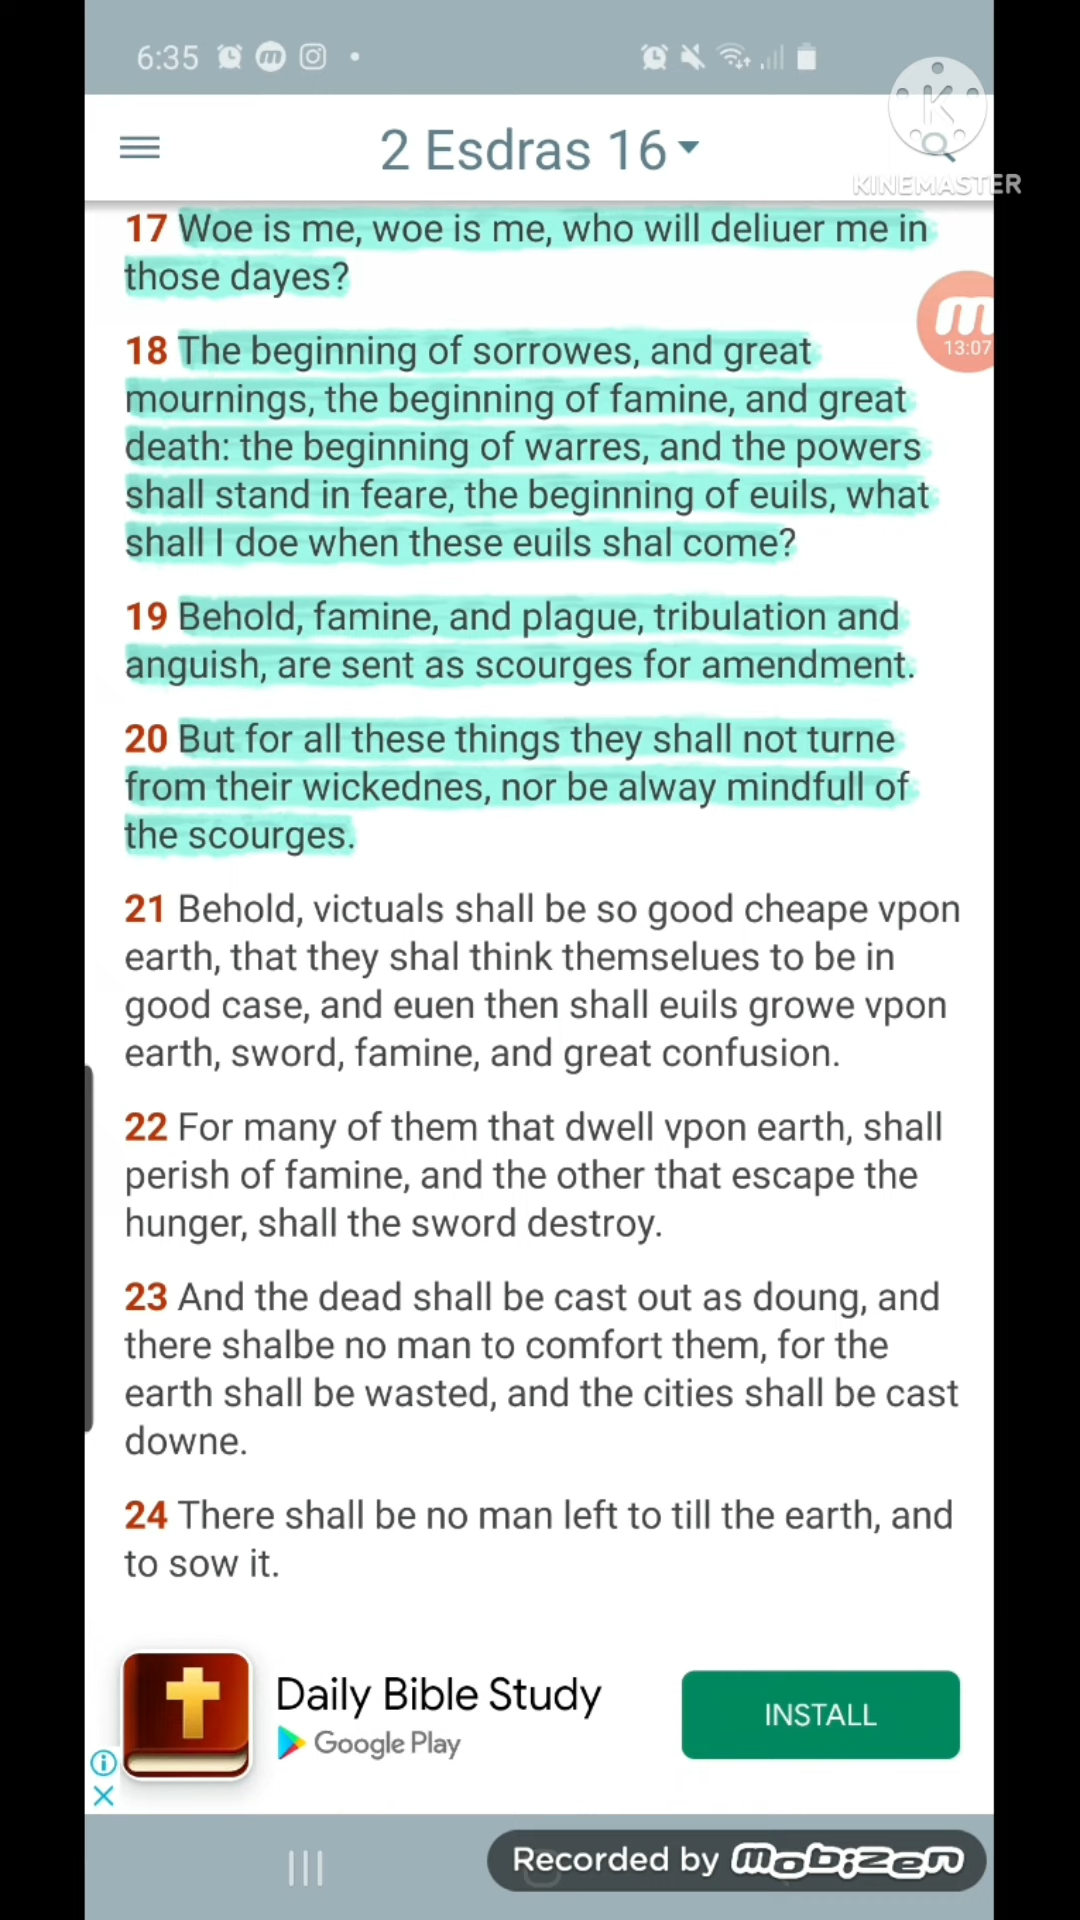 6:35
2 Esdras 16
K
KINEMASTER
17 Woe is me, woe is me, who will deliuer me in
those dayes?
m
13:07
18 The beginning of sorrowes, and great
mournings, the beginning of famine, and great
death: the beginning of warres, and the powers
shall stand in feare, the beginning of euils, what
shall I doe when these euils shal come?
19 Behold, famine, and plague, tribulation and
anguish, are sent as scourges for amendment.
20 But for all these things they shall not turne
from their wickednes, nor be alway mindfull of
the scourges.
21 Behold, victuals shall be so good cheape vpon
earth, that they shal think themselues to be in
good case, and euen then shall euils growe vpon
earth, sword, famine, and great confusion.
22 For many of them that dwell vpon earth, shall
perish of famine, and the other that escape the
hunger, shall the sword destroy.
23 And the dead shall be cast out as doung, and
there shalbe no man to comfort them, for the
earth shall be wasted, and the cities shall be cast
downe.
24 There shall be no man left to till the earth, and
to sow it.
Daily Bible Study
Google Play
INSTALL
Recorded by mobizen